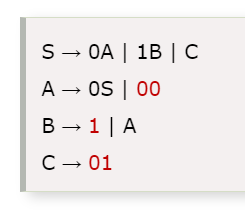 S → 0A | 1B | C
A → 0S | 00
B → 1 | A
C → 01